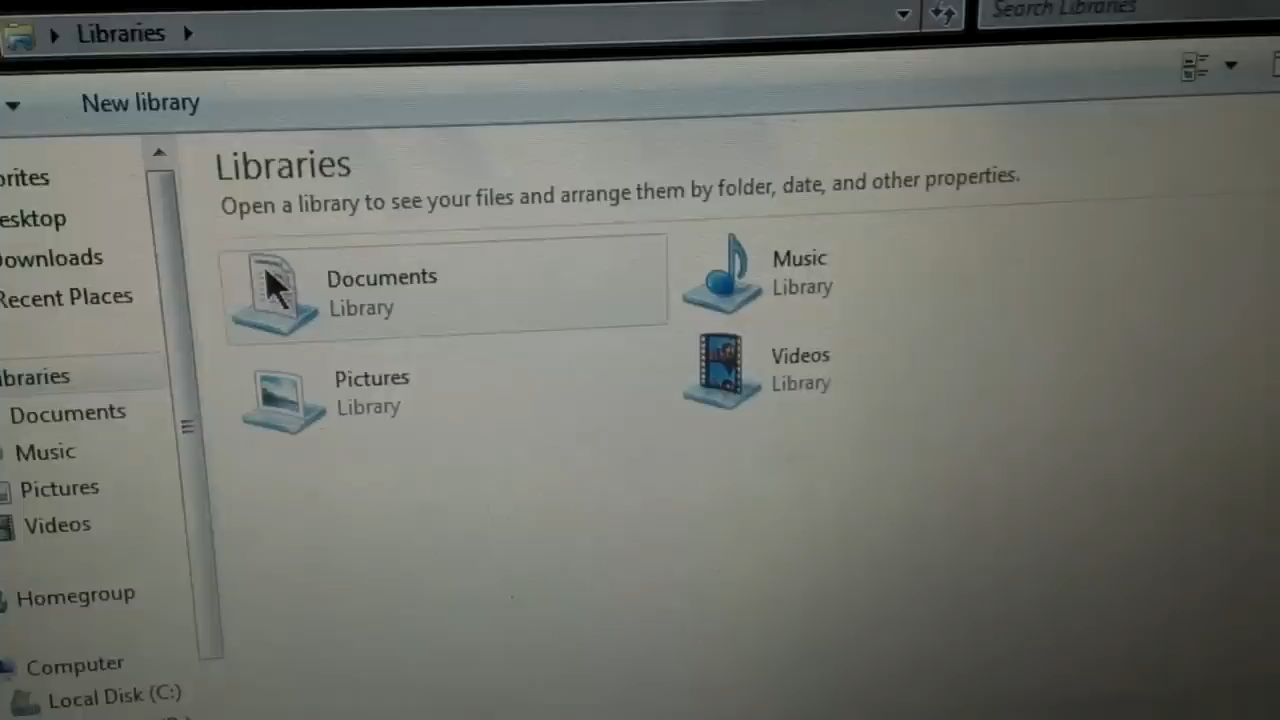 Libraries
Search Libraries
New library
Libraries
Open a library to see your files and arrange them by folder, date, and other properties.
Documents
Library
Music
Library
Pictures
Library
Videos
Library
orites
esktop
ownloads
Recent Places
ibraries
Documents
Music
Pictures
Videos
Homegroup
Computer
Local Disk (C:)